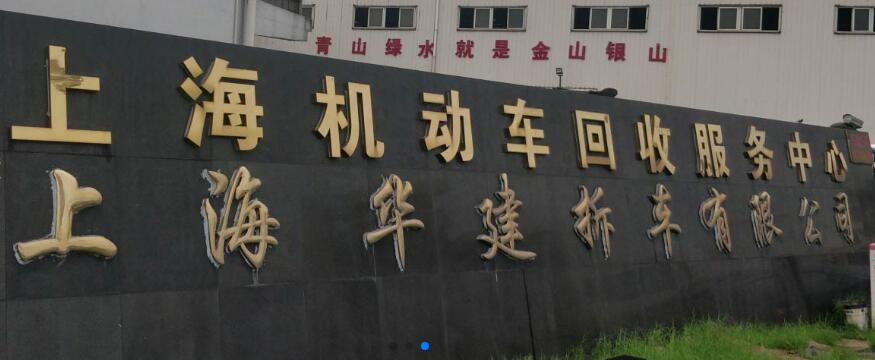 青山绿水就是金山银山
上海机动车回收服务中心
上海华建拆车有限公司